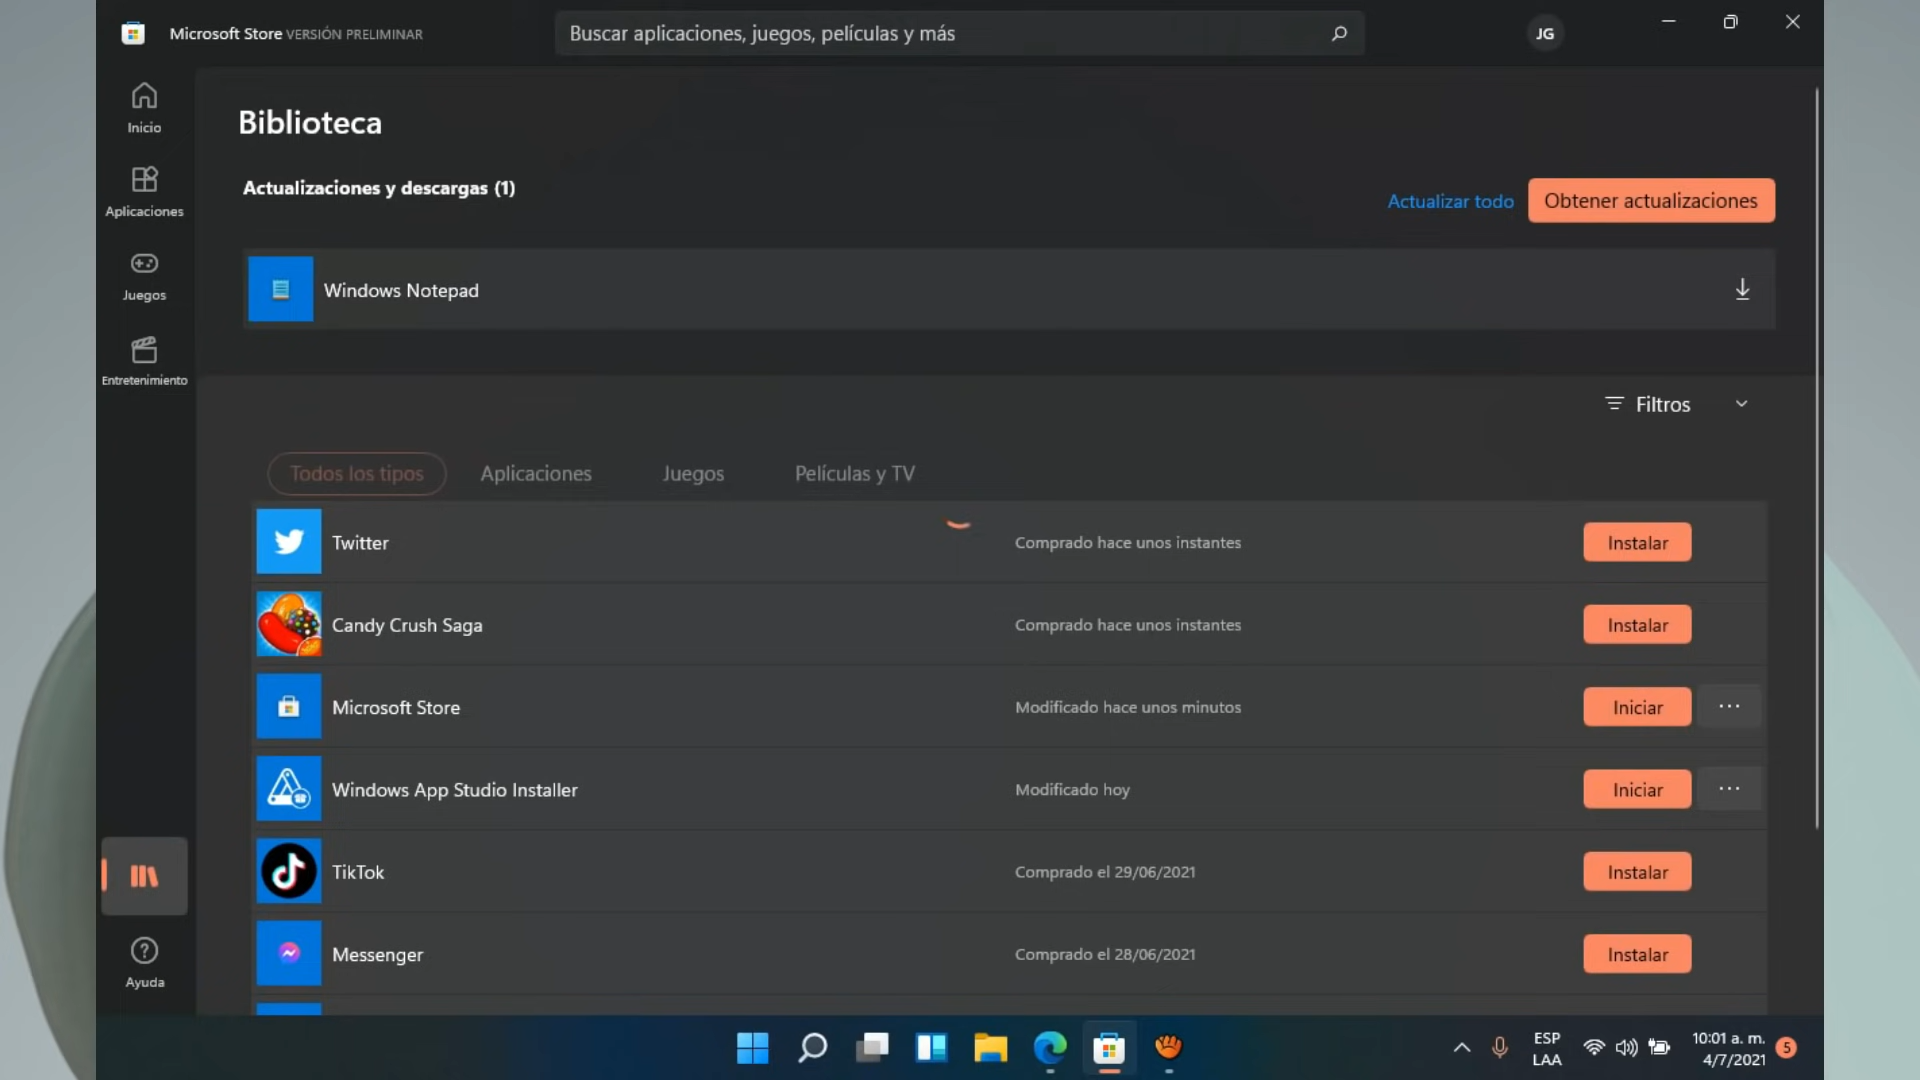 Microsoft Store VERSIÓN PRELIMINAR
Buscar aplicaciones, juegos, películas y más
JG
Inicio
Aplicaciones
Juegos
Entretenimiento
Ayuda
Biblioteca
Actualizaciones y descargas (1)
Actualizar todo
Obtener actualizaciones
Windows Notepad
Filtros
Todos los tipos
Aplicaciones
Juegos
Películas y TV
Twitter
Comprado hace unos instantes
Instalar
Candy Crush Saga
Comprado hace unos instantes
Instalar
Microsoft Store
Modificado hace unos minutos
Iniciar
Windows App Studio Installer
Modificado hoy
Iniciar
TikTok
Comprado el 29/06/2021
Instalar
Messenger
Comprado el 28/06/2021
Instalar
ESP
LAA
10:01 a. m.
4/7/2021
5